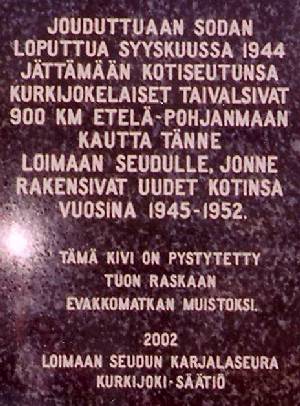 JOUDUTTUAAN SODAN
LOPUTTUA SYYSKUUSSA 1944
JÄTTÄMÄÄN KOTISEUTUNSA
KURKIJOKELAISET TAIVALSIVAT
900 KM ETELÄ-POHJANMAAN
KAUTTA TÄNNE
LOIMAAN SEUDULLE, JONNE
RAKENSIVAT UUDET KOTINSA
VUOSINA 1945-1952.
TÄMÄ KIVI ON PYSTYTETTY
TUON RASKAAN
EVAKKOMATKAN MUISTOKSI.
2002
LOIMAAN SEUDUN KARJALASEURA
KURKIJOKI-SÄÄTIÖ